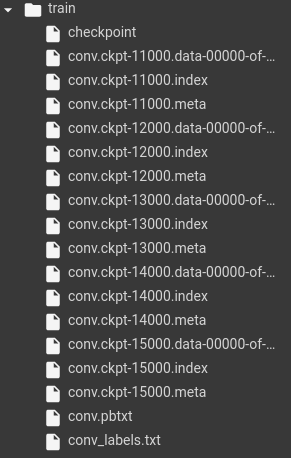 train
checkpoint
conv.ckpt-11000.data-00000-of-...
conv.ckpt-11000.index
conv.ckpt-11000.meta
conv.ckpt-12000.data-00000-of-...
conv.ckpt-12000.index
conv.ckpt-12000.meta
conv.ckpt-13000.data-00000-of-...
conv.ckpt-13000.index
conv.ckpt-13000.meta
conv.ckpt-14000.data-00000-of-...
conv.ckpt-14000.index
conv.ckpt-14000.meta
conv.ckpt-15000.data-00000-of-...
conv.ckpt-15000.index
conv.ckpt-15000.meta
conv.pbtxt
conv_labels.txt